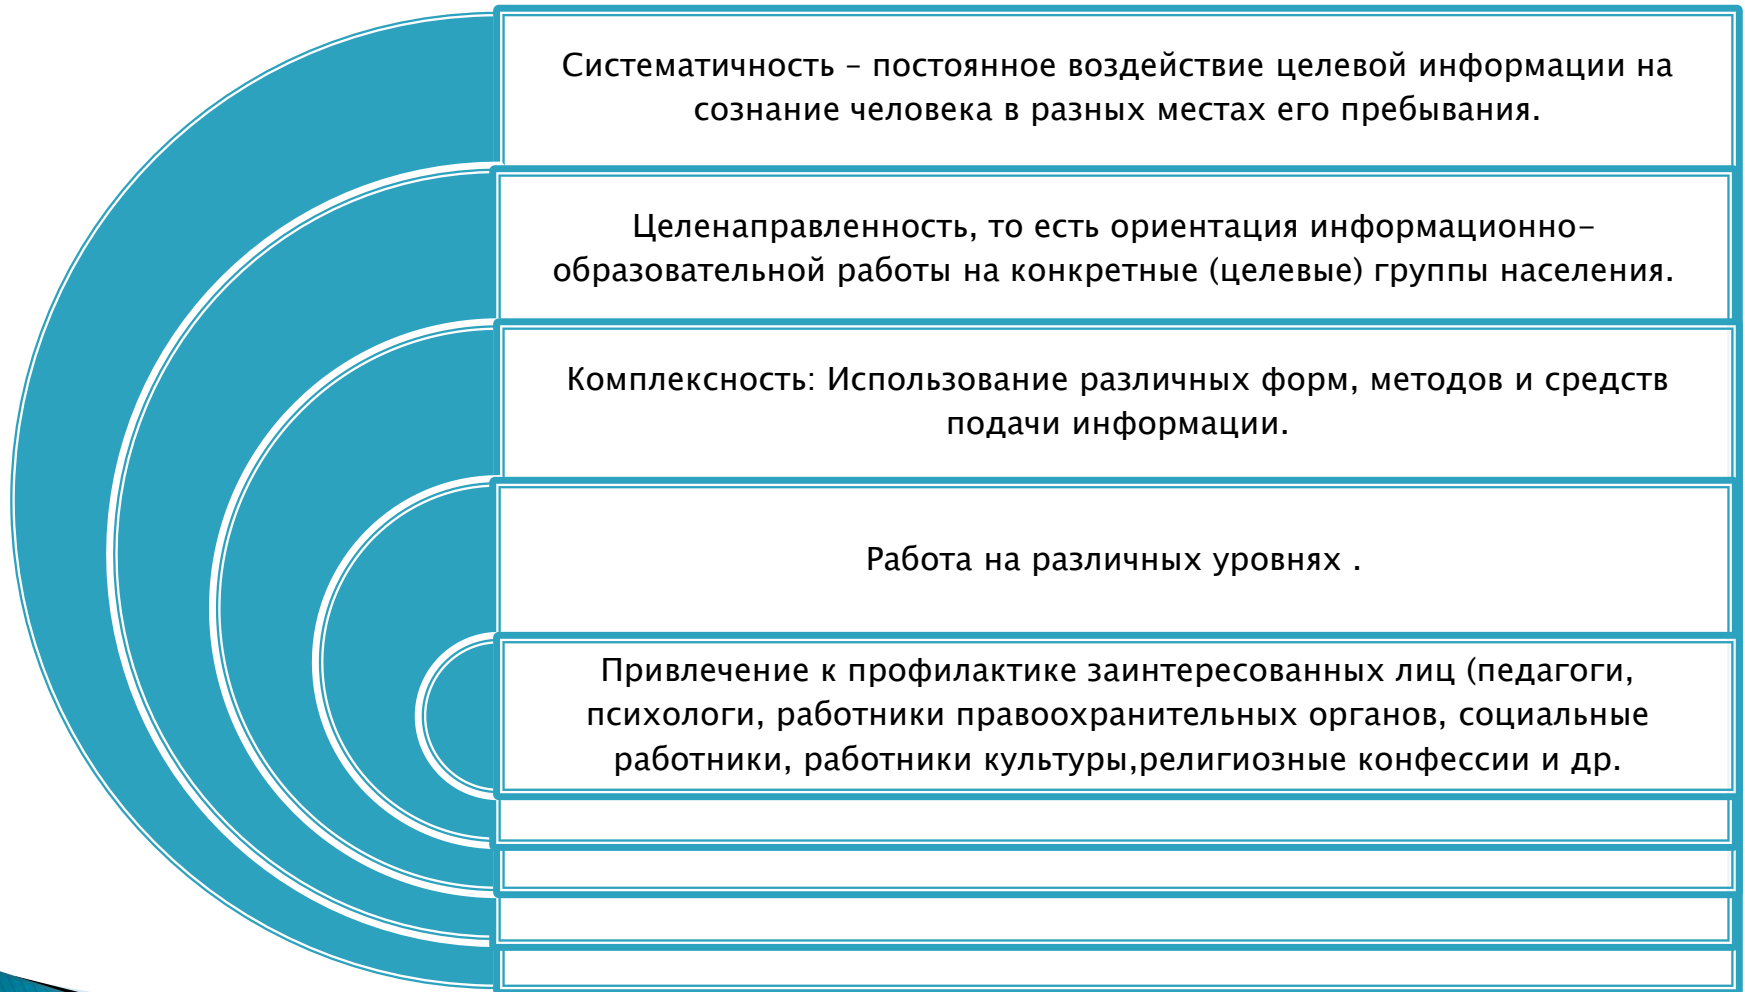 Систематичность – постоянное воздействие целевой информации на
сознание человека в разных местах его пребывания.
Целенаправленность, то есть ориентация информационно-
образовательной работы на конкретные (целевые) группы населения.
Комплексность: Использование различных форм, методов и средств
подачи информации.
Работа на различных уровнях .
Привлечение к профилактике заинтересованных лиц (педагоги,
психологи, работники правоохранительных органов, социальные
работники, работники культуры,религиозные конфессии и др.